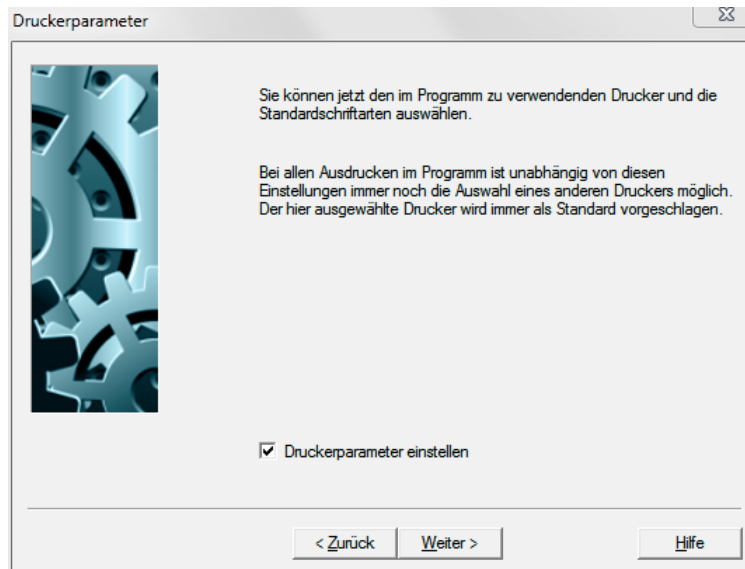 Druckerparameter
Sie können jetzt den im Programm zu verwendenden Drucker und die
Standardschriftarten auswählen.
Bei allen Ausdrucken im Programm ist unabhängig von diesen
Einstellungen immer noch die Auswahl eines anderen Druckers möglich.
Der hier ausgewählte Drucker wird immer als Standard vorgeschlagen.
Druckerparameter einstellen
< Zurück Weiter > Hilfe